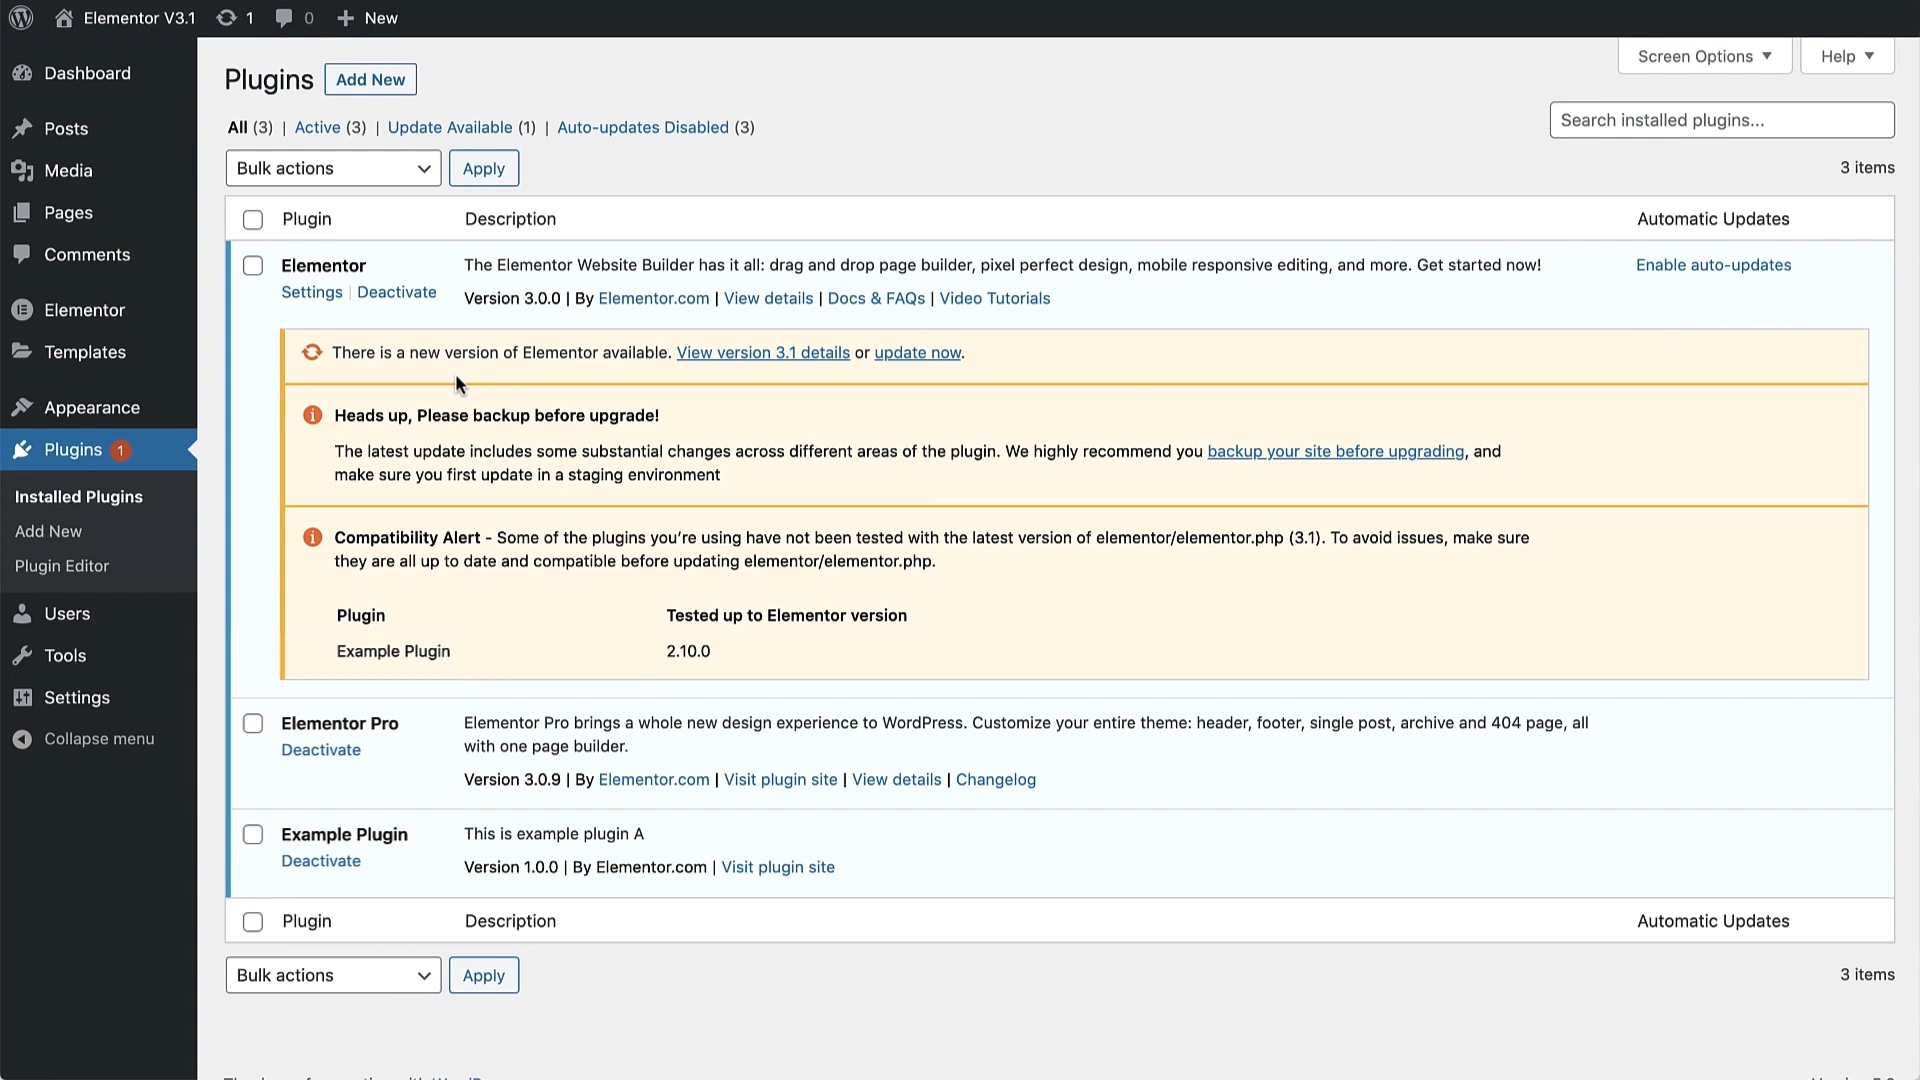 Elementor V3.1 1 0 New
Screen Options ▼ Help ▼
Dashboard
Posts
Media
Pages
Comments
Elementor
Templates
Appearance
Plugins 1
Installed Plugins
Add New
Plugin Editor
Users
Tools
Settings
Collapse menu
Plugins Add New
All (3) | Active (3) | Update Available (1) | Auto-updates Disabled (3)
Search installed plugins...
Bulk actions Apply
3 items
Plugin Description Automatic Updates
Elementor
Settings | Deactivate
The Elementor Website Builder has it all: drag and drop page builder, pixel perfect design, mobile responsive editing, and more. Get started now!
Version 3.0.0 | By Elementor.com | View details | Docs & FAQs | Video Tutorials
Enable auto-updates
There is a new version of Elementor available. View version 3.1 details or update now.
Heads up, Please backup before upgrade!
The latest update includes some substantial changes across different areas of the plugin. We highly recommend you backup your site before upgrading, and
make sure you first update in a staging environment
Compatibility Alert - Some of the plugins you’re using have not been tested with the latest version of elementor/elementor.php (3.1). To avoid issues, make sure
they are all up to date and compatible before updating elementor/elementor.php.
Plugin Tested up to Elementor version
Example Plugin 2.10.0
Elementor Pro
Deactivate
Elementor Pro brings a whole new design experience to WordPress. Customize your entire theme: header, footer, single post, archive and 404 page, all
with one page builder.
Version 3.0.9 | By Elementor.com | Visit plugin site | View details | Changelog
Example Plugin
Deactivate
This is example plugin A
Version 1.0.0 | By Elementor.com | Visit plugin site
Plugin Description Automatic Updates
Bulk actions Apply
3 items